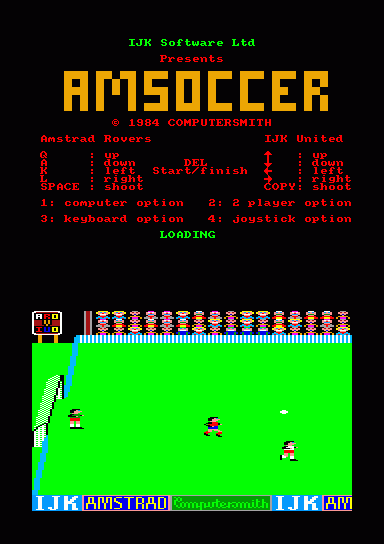 IJK Software Ltd
Presents
AMSOCCER
© 1984 COMPUTERSMITH
Amstrad Rovers IJK United
Q : up ↑ : up
A : down DEL ↓ : down
K : left Start/finish ← : left
L : right → : right
SPACE : shoot COPY: shoot
1: computer option 2: 2 player option
3: keyboard option 4: joystick option
LOADING
IJK AMSTRAD Computersmith IJK AM